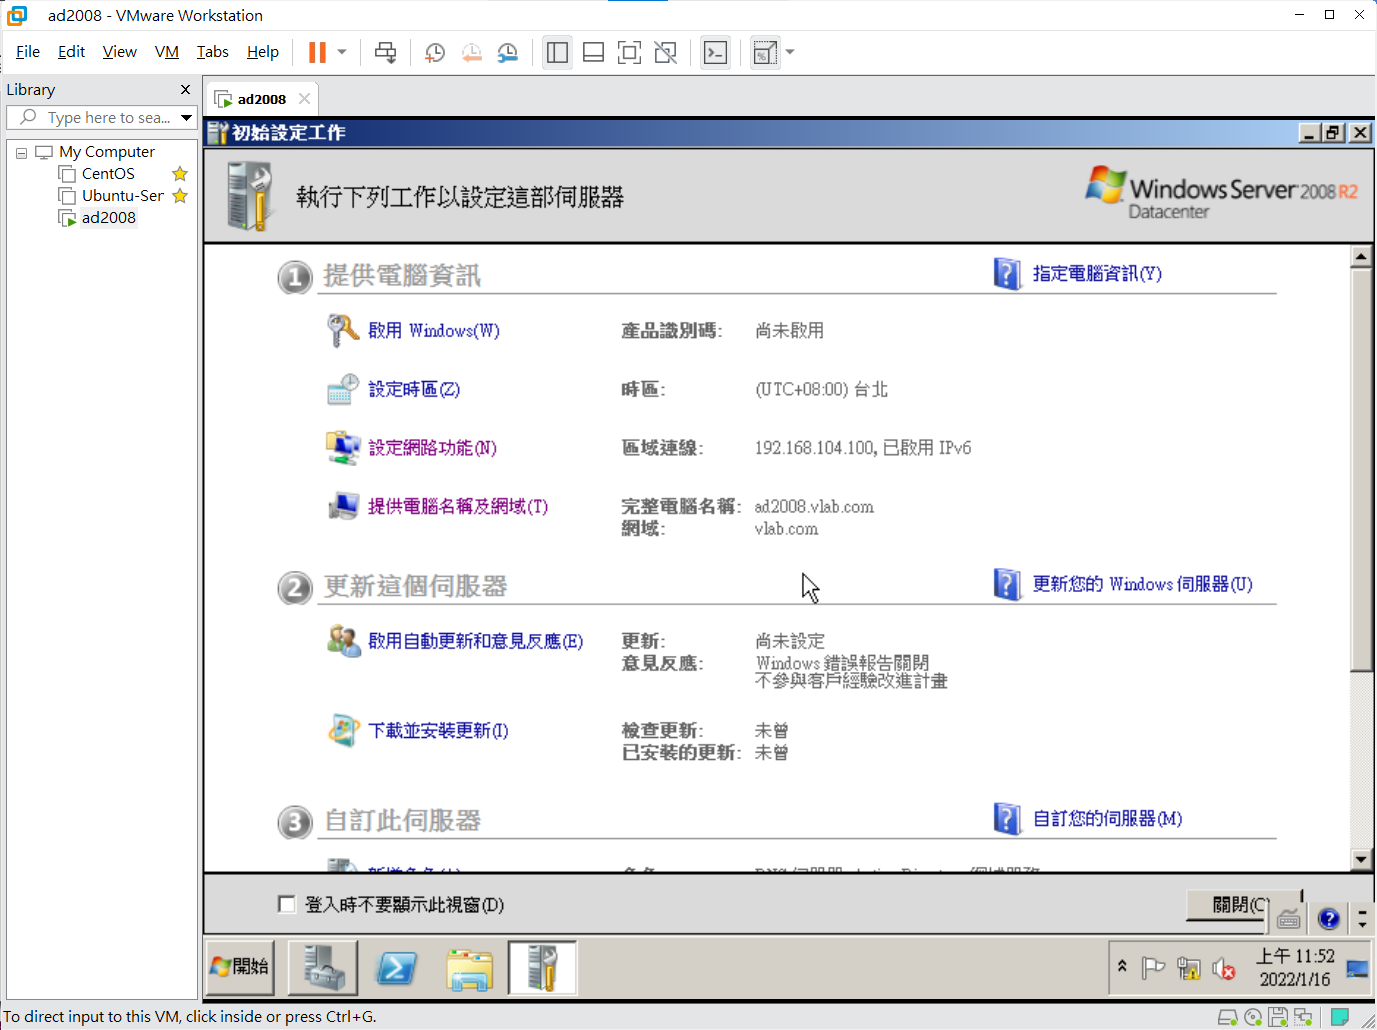 ad2008 - VMware Workstation
File Edit View VM Tabs Help
Library
ad2008
Type here to sea...
My Computer
CentOS
Ubuntu-Ser
ad2008
初始設定工作
執行下列工作以設定這部伺服器
Windows Server 2008 R2
Datacenter
1 提供電腦資訊
指定電腦資訊(Y)
啟用 Windows(W) 產品識別碼: 尚未啟用
設定時區(Z) 時區: (UTC+08:00) 台北
設定網路功能(N) 區域連線: 192.168.104.100, 已啟用 IPv6
提供電腦名稱及網域(T) 完整電腦名稱: ad2008.vlab.com
網域: vlab.com
2 更新這個伺服器
更新您的 Windows 伺服器(U)
啟用自動更新和意見反應(E) 更新: 尚未設定
意見反應: Windows 錯誤報告關閉
不參與客戶經驗改進計畫
下載並安裝更新(I) 檢查更新: 未曾
已安裝的更新: 未曾
3 自訂此伺服器
自訂您的伺服器(M)
登入時不要顯示此視窗(D)
關閉(C)
開始
上午 11:52
2022/1/16
To direct input to this VM, click inside or press Ctrl+G.